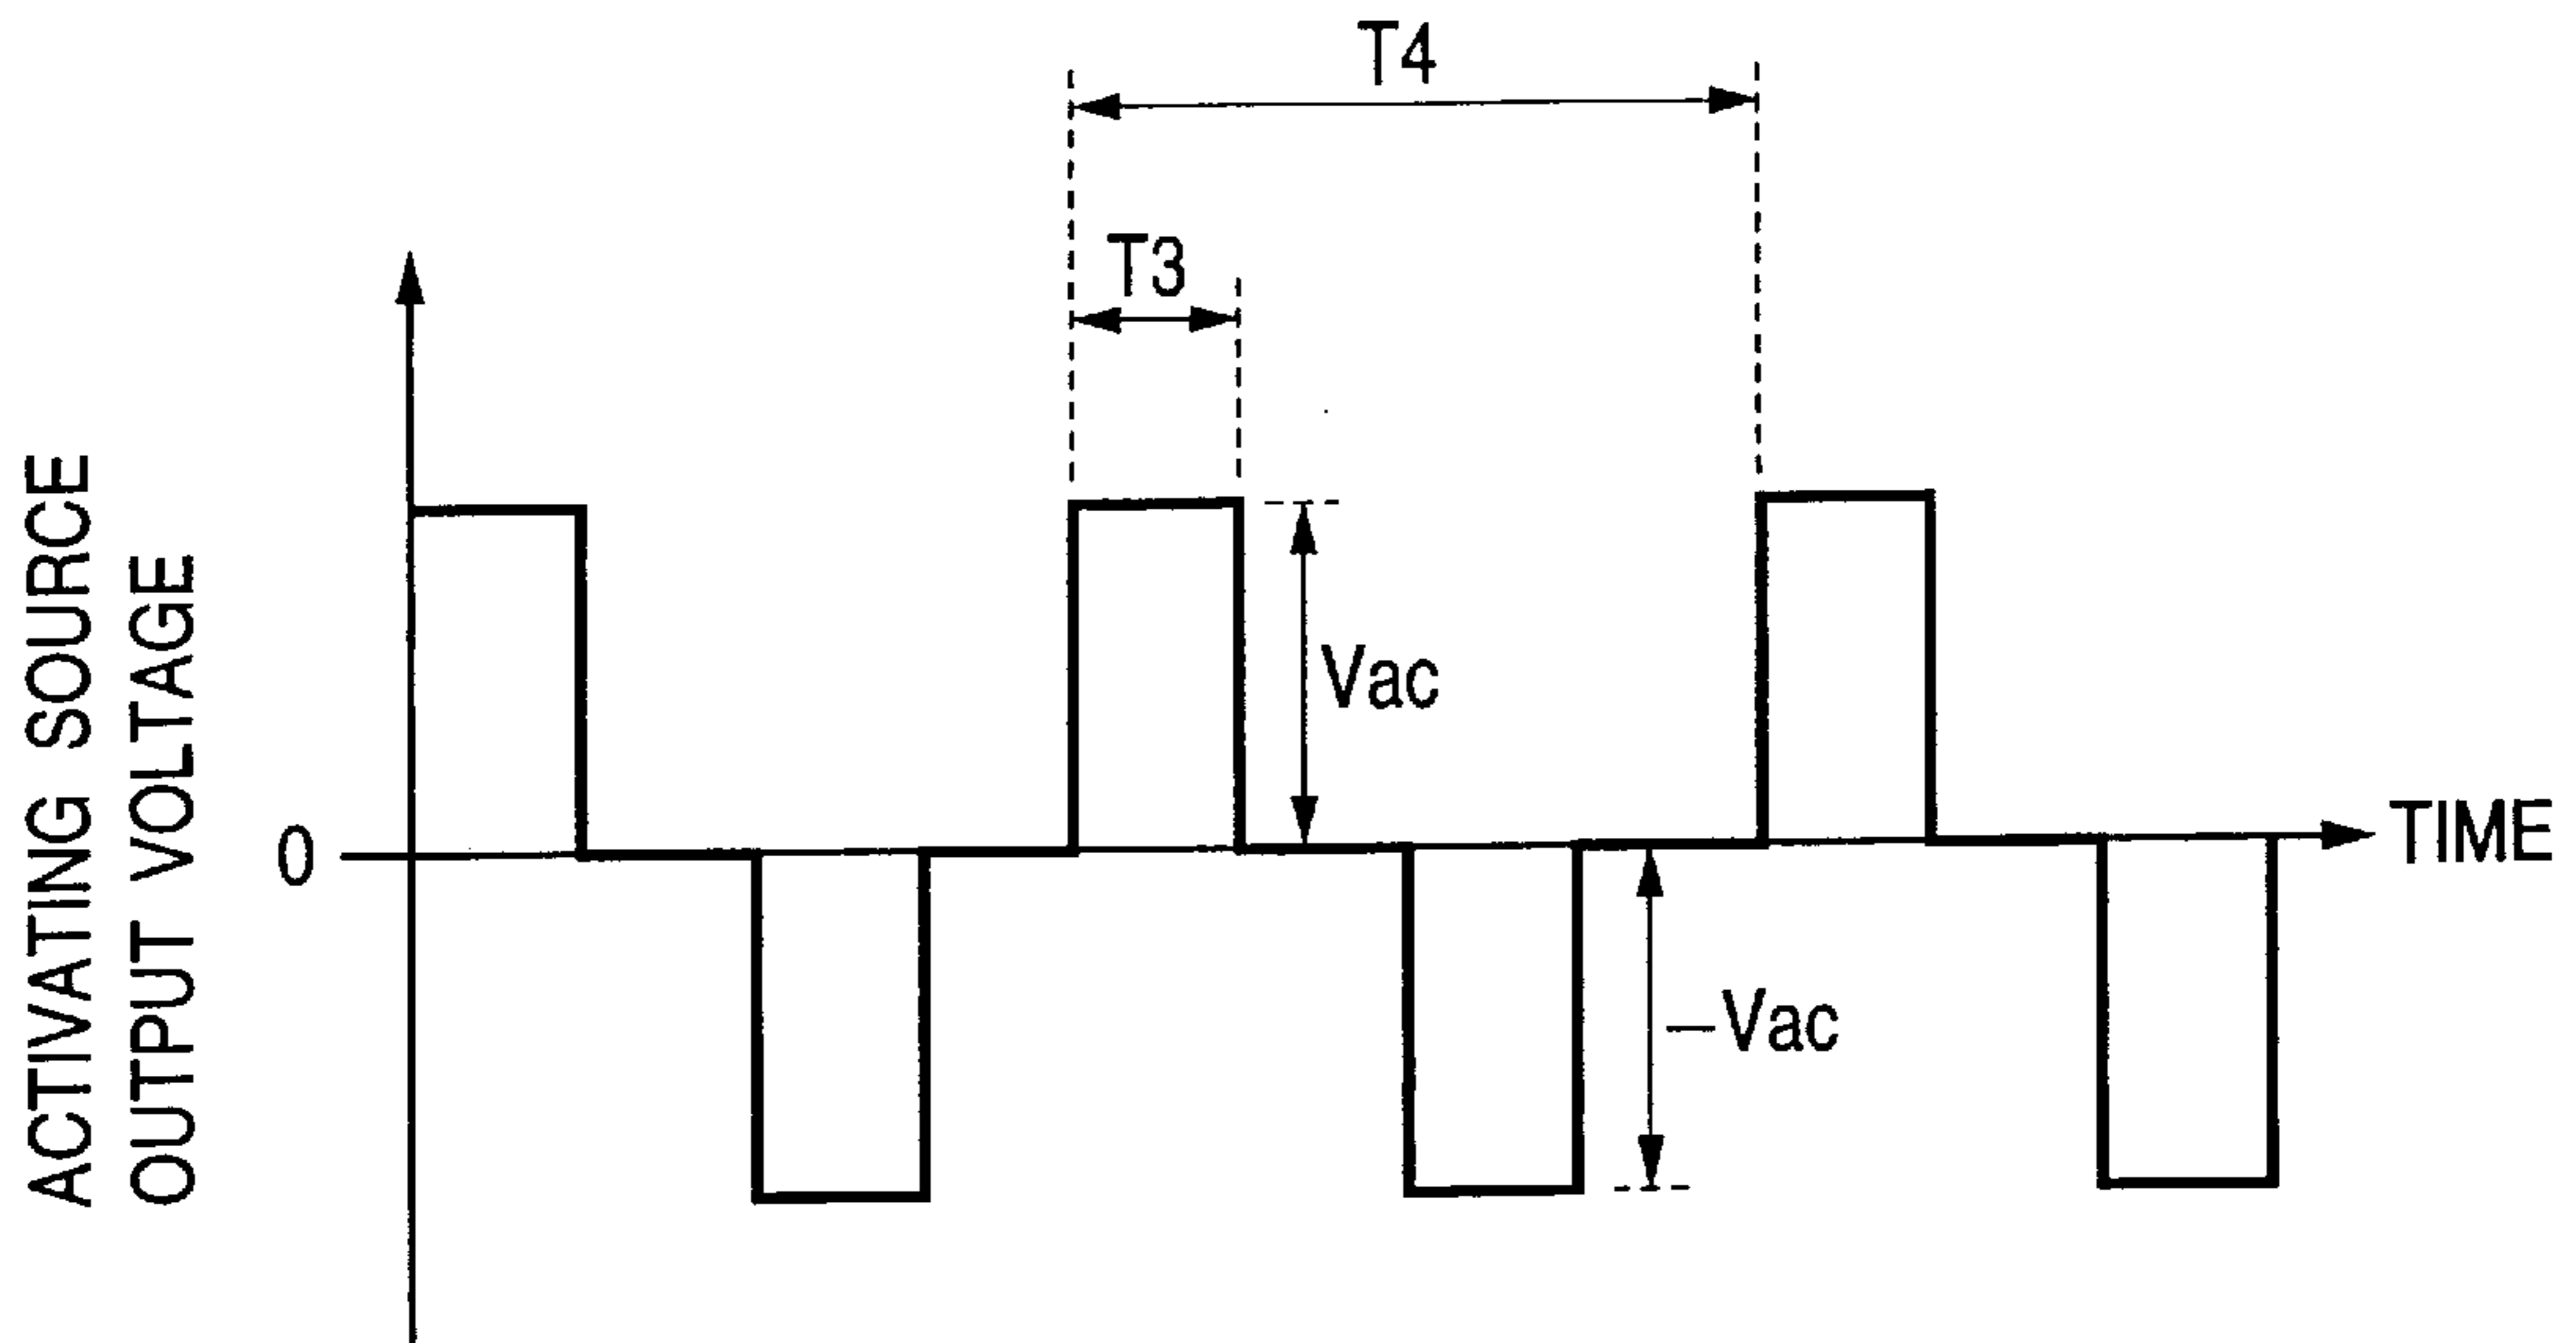 T4
T3
ACTIVATING SOURCE
OUTPUT VOLTAGE
Vac
0
TIME
—Vac